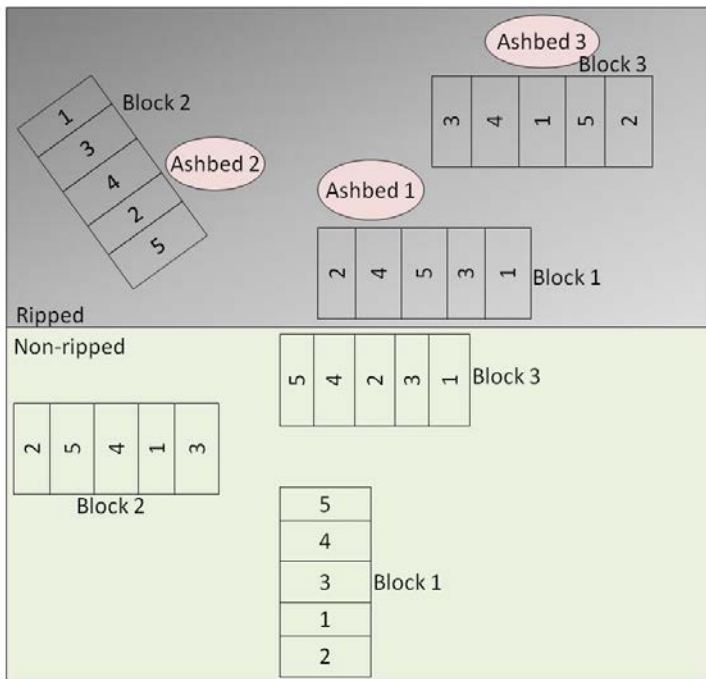 Ashbed 3
Block 3
3 4 1 5 2
Block 2
1
3
4
2
5
Ashbed 2
Ashbed 1
2 4 5 3 1
Block 1
Ripped
Non-ripped
5 4 2 3 1
Block 3
2 5 4 1 3
Block 2
5
4
3
1
2
Block 1